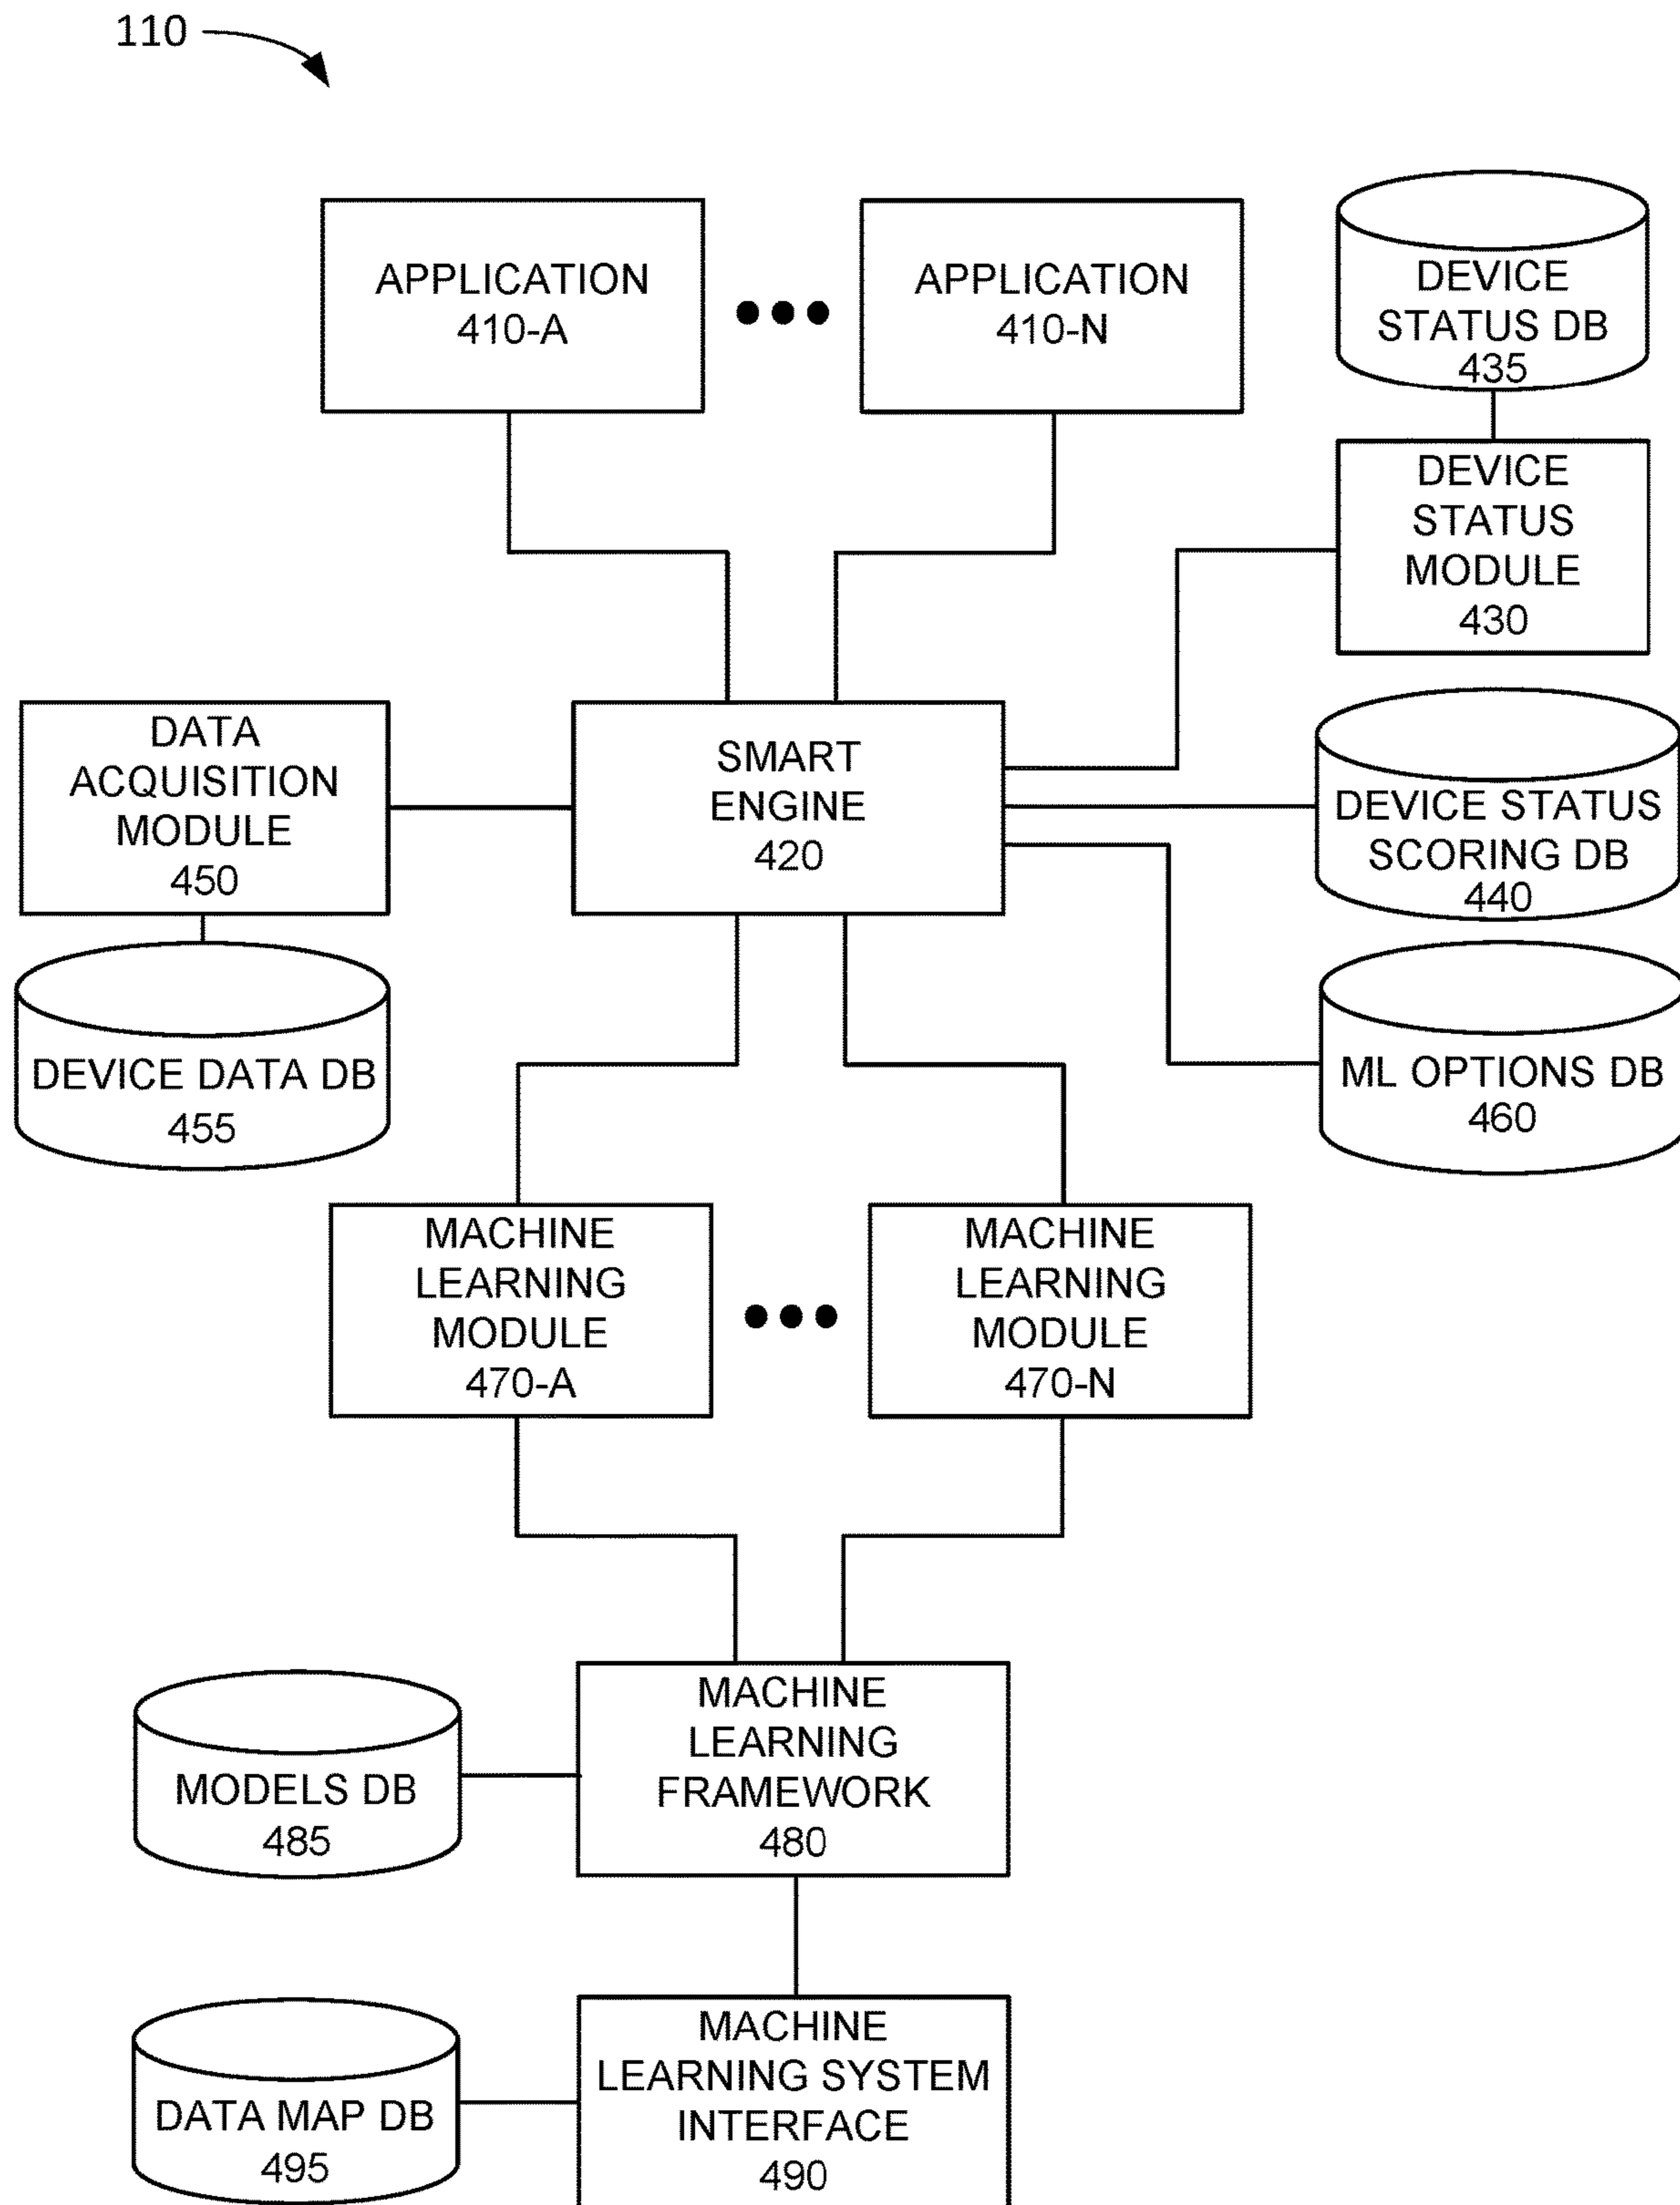 110
APPLICATION
410-A
APPLICATION
410-N
DEVICE
STATUS DB
435
DEVICE
STATUS
MODULE
430
DATA
ACQUISITION
MODULE
450
SMART
ENGINE
420
DEVICE STATUS
SCORING DB
440
DEVICE DATA DB
455
ML OPTIONS DB
460
MACHINE
LEARNING
MODULE
470-A
MACHINE
LEARNING
MODULE
470-N
MODELS DB
485
MACHINE
LEARNING
FRAMEWORK
480
DATA MAP DB
495
MACHINE
LEARNING SYSTEM
INTERFACE
490